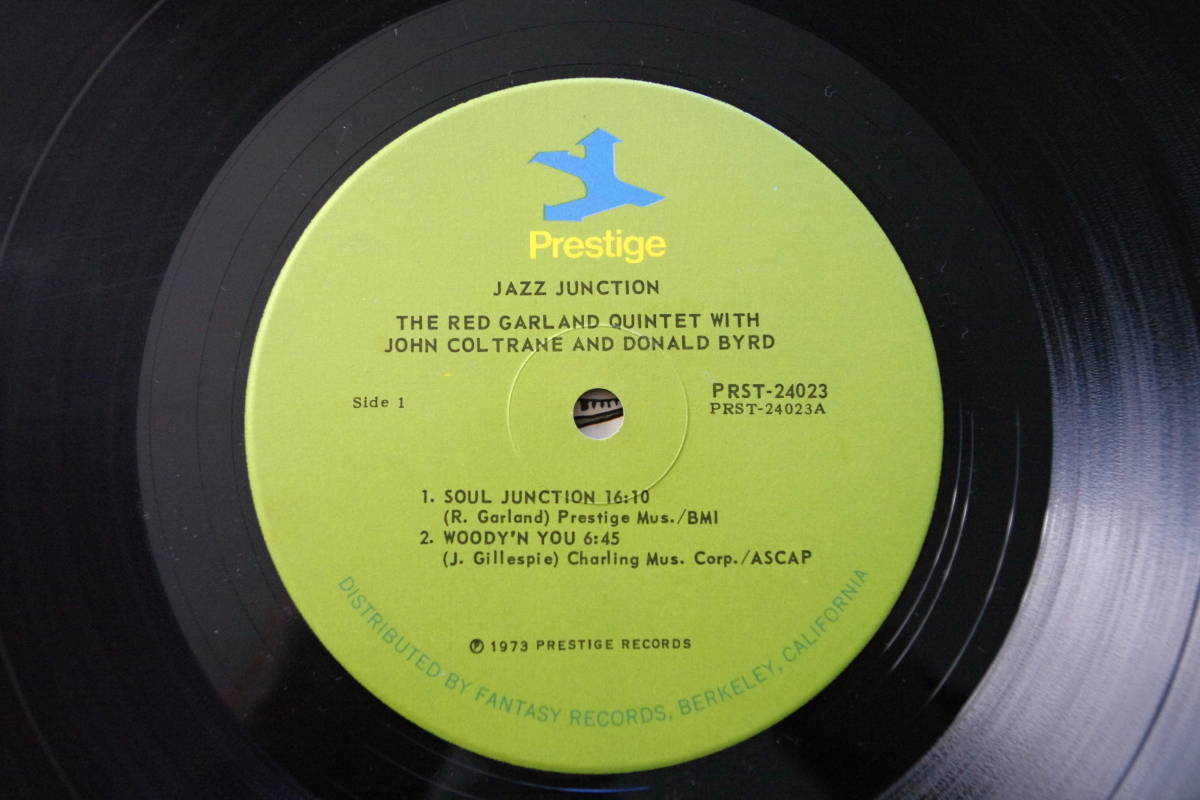 Prestige
JAZZ JUNCTION
THE RED GARLAND QUINTET WITH
JOHN COLTRANE AND DONALD BYRD
Side 1
PRST-24023
PRST-24023A
1. SOUL JUNCTION 16:10
(R. Garland) Prestige Mus./BMI
2. WOODY'N YOU 6:45
(J. Gillespie) Charling Mus. Corp./ASCAP
℗ 1973 PRESTIGE RECORDS
DISTRIBUTED BY FANTASY RECORDS, BERKELEY, CALIFORNIA